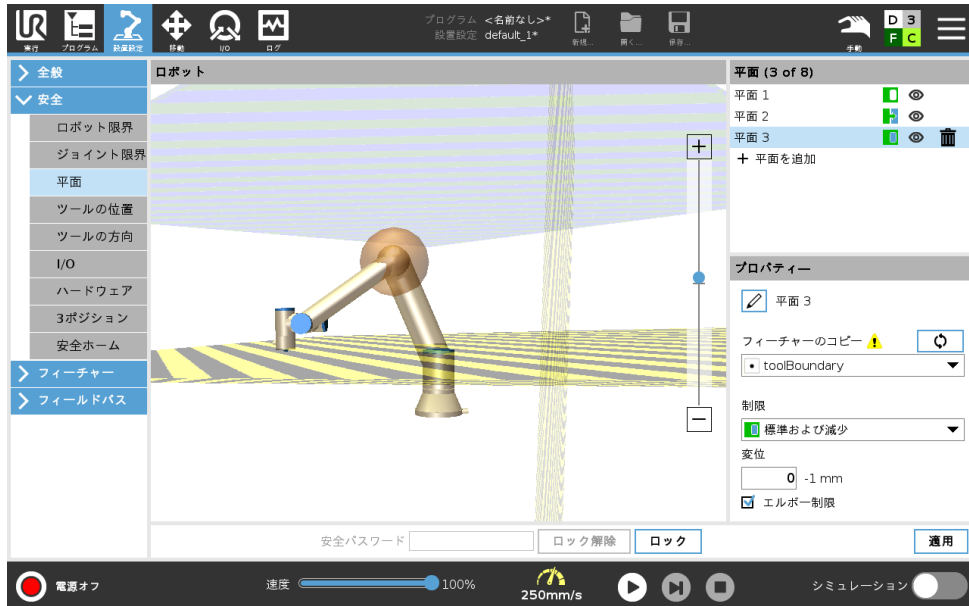 UR
実行
プログラム
設置設定
移動
I/O
ログ
プログラム <名前なし>*
設置設定 default_1*
新規...
開く...
保存...
手動
D 3
F C
全般
安全
ロボット限界
ジョイント限界
平面
ツールの位置
ツールの方向
I/O
ハードウェア
3ポジション
安全ホーム
フィーチャー
フィールドバス
ロボット
平面 (3 of 8)
平面 1
平面 2
平面 3
平面を追加
プロパティー
平面 3
フィーチャーのコピー
toolBoundary
制限
標準および減少
変位
0 -1 mm
エルボー制限
安全パスワード
ロック解除
ロック
適用
電源オフ
速度
100%
250mm/s
シミュレーション